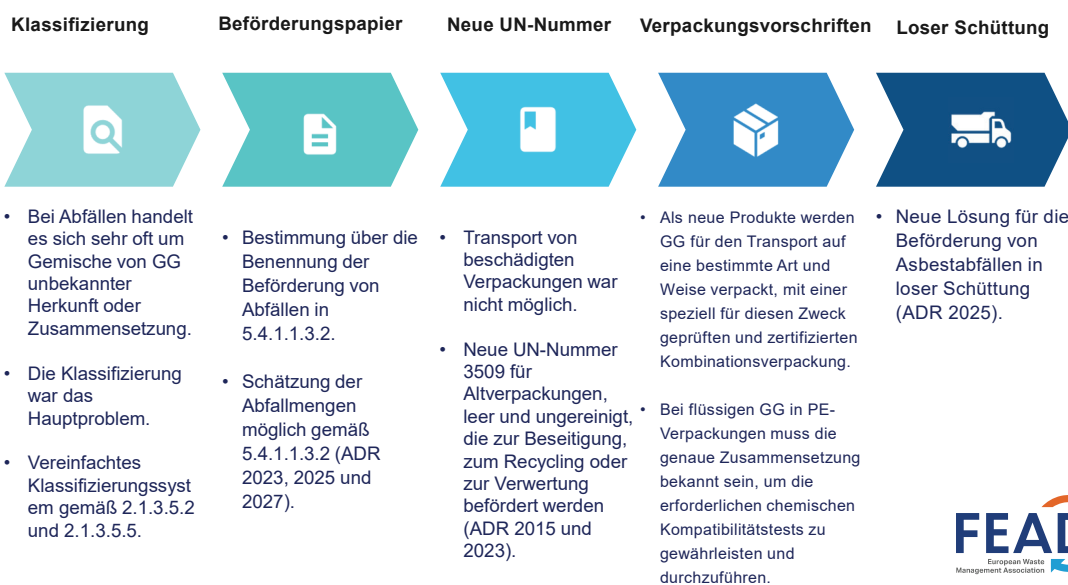 Klassifizierung
Beförderungspapier
Neue UN-Nummer
Verpackungsvorschriften
Loser Schüttung
• Bei Abfällen handelt
es sich sehr oft um
Gemische von GG
unbekannter
Herkunft oder
Zusammensetzung.
• Die Klassifizierung
war das
Hauptproblem.
• Vereinfachtes
Klassifizierungssyst
em gemäß 2.1.3.5.2
und 2.1.3.5.5.
• Bestimmung über die
Benennung der
Beförderung von
Abfällen in
5.4.1.1.3.2.
• Schätzung der
Abfallmengen
möglich gemäß
5.4.1.1.3.2 (ADR
2023, 2025 und
2027).
• Transport von
beschädigten
Verpackungen war
nicht möglich.
• Neue UN-Nummer
3509 für
Altverpackungen,
leer und ungereinigt,
die zur Beseitigung,
zum Recycling oder
zur Verwertung
befördert werden
(ADR 2015 und
2023).
• Als neue Produkte werden
GG für den Transport auf
eine bestimmte Art und
Weise verpackt, mit einer
speziell für diesen Zweck
geprüften und zertifizierten
Kombinationsverpackung.
• Bei flüssigen GG in PE-
Verpackungen muss die
genaue Zusammensetzung
bekannt sein, um die
erforderlichen chemischen
Kompatibilitätstests zu
gewährleisten und
durchzuführen.
• Neue Lösung für die
Beförderung von
Asbestabfällen in
loser Schüttung
(ADR 2025).
FEAD
European Waste
Management Association